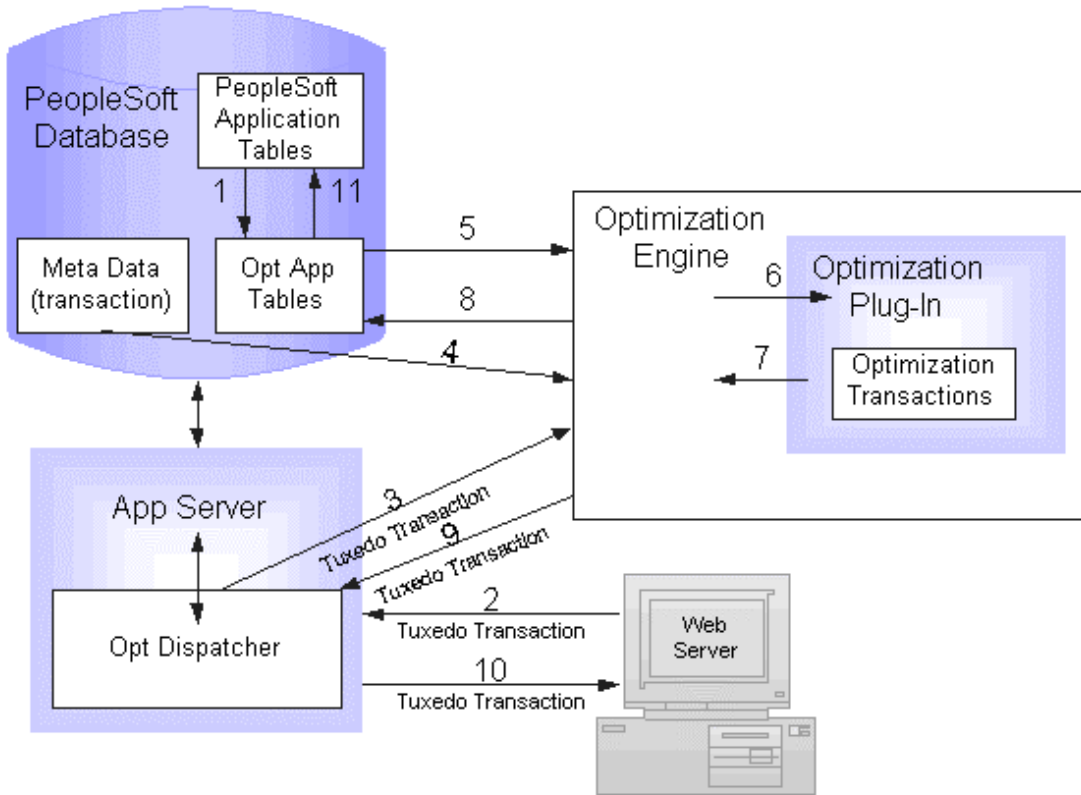 PeopleSoft
Database
PeopleSoft
Application
Tables
1
11
Meta Data
(transaction)
Opt App
Tables
5
8
4
Optimization
Engine
6
7
Optimization
Plug-In
Optimization
Transactions
App Server
Opt Dispatcher
3
Tuxedo Transaction
9
Tuxedo Transaction
2
Tuxedo Transaction
10
Tuxedo Transaction
Web
Server